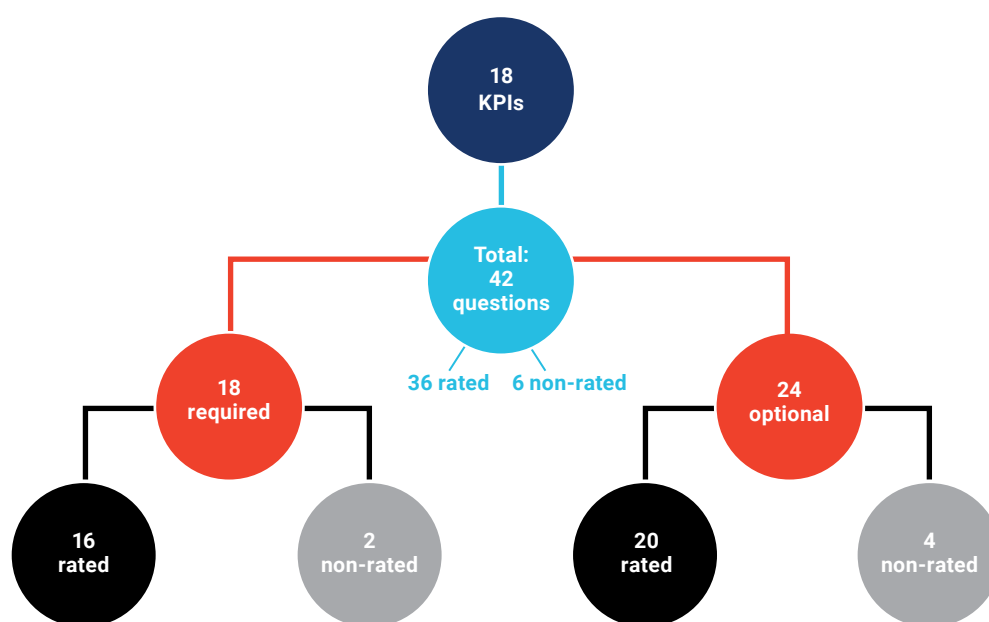 18
KPIs
Total:
42
questions
36 rated
6 non-rated
18
required
24
optional
16
rated
2
non-rated
20
rated
4
non-rated